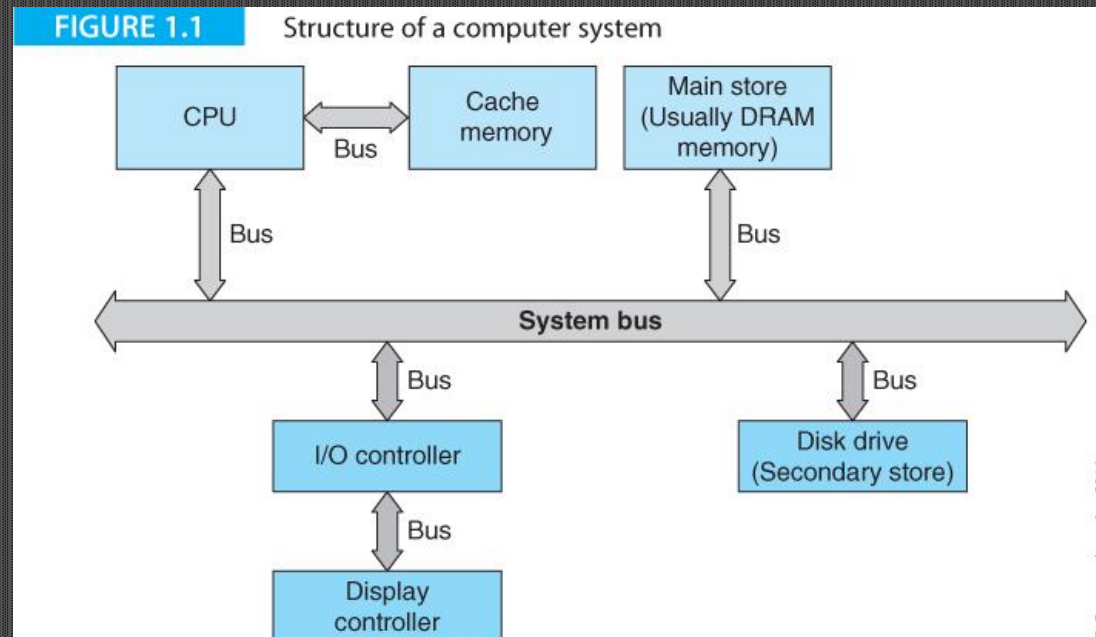 FIGURE 1.1
Structure of a computer system
CPU
Bus
Cache
memory
Main store
(Usually DRAM
memory)
Bus
Bus
System bus
Bus
Bus
I/O controller
Disk drive
(Secondary store)
Bus
Display
controller